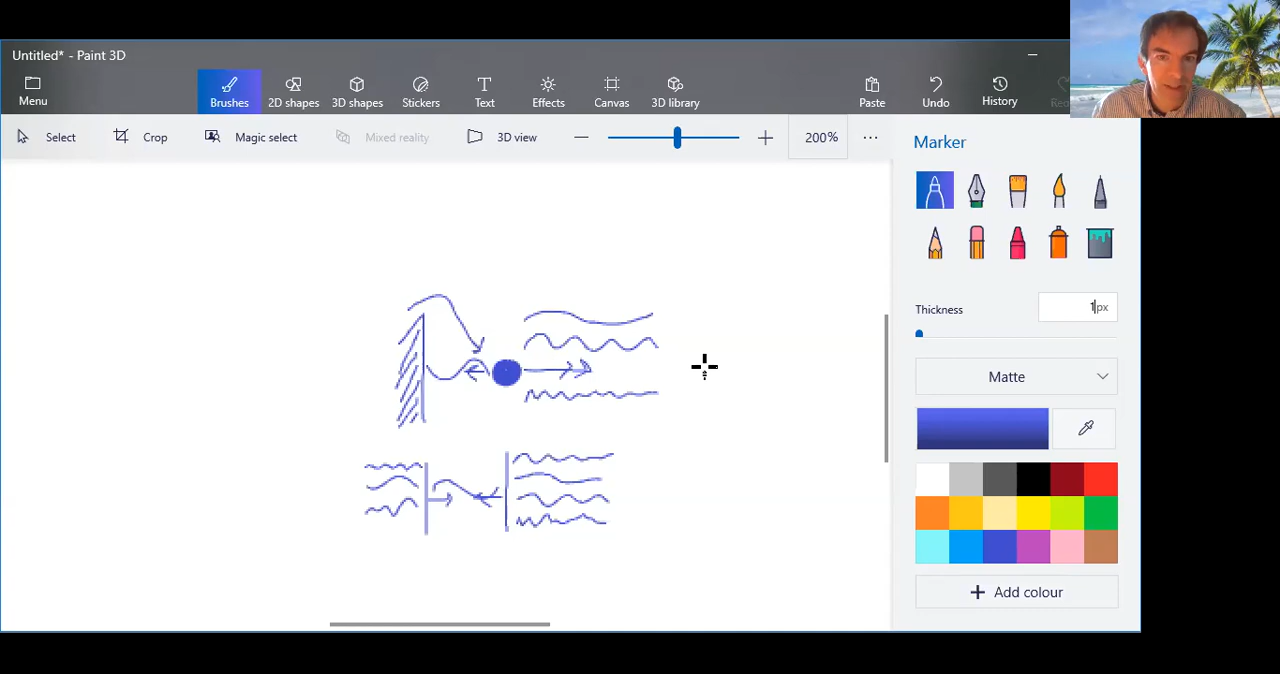 Untitled* - Paint 3D
Menu
Brushes
2D shapes
3D shapes
Stickers
Text
Effects
Canvas
3D library
Paste
Undo
History
Select
Crop
Magic select
Mixed reality
3D view
200%
Marker
Thickness
1px
Matte
Add colour